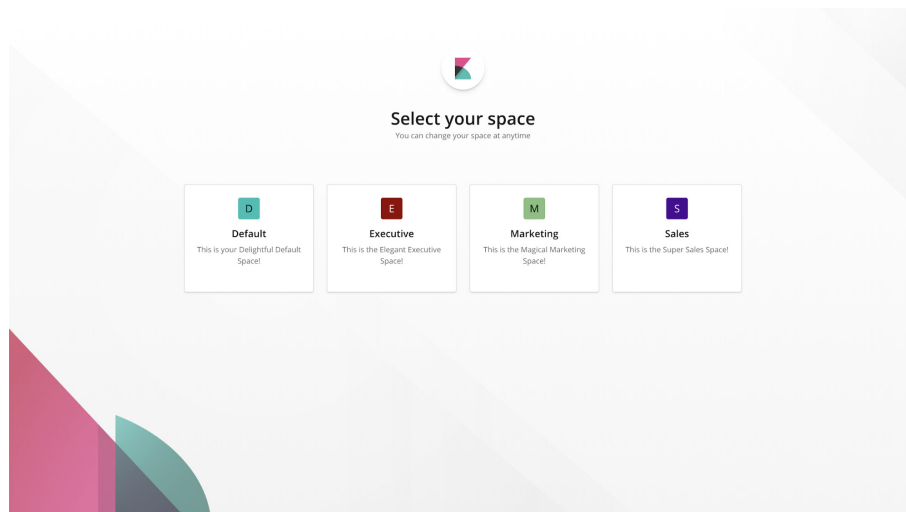 Select your space
You can change your space at anytime
D
Default
This is your Delightful Default
Space!
E
Executive
This is the Elegant Executive
Space!
M
Marketing
This is the Magical Marketing
Space!
S
Sales
This is the Super Sales Space!